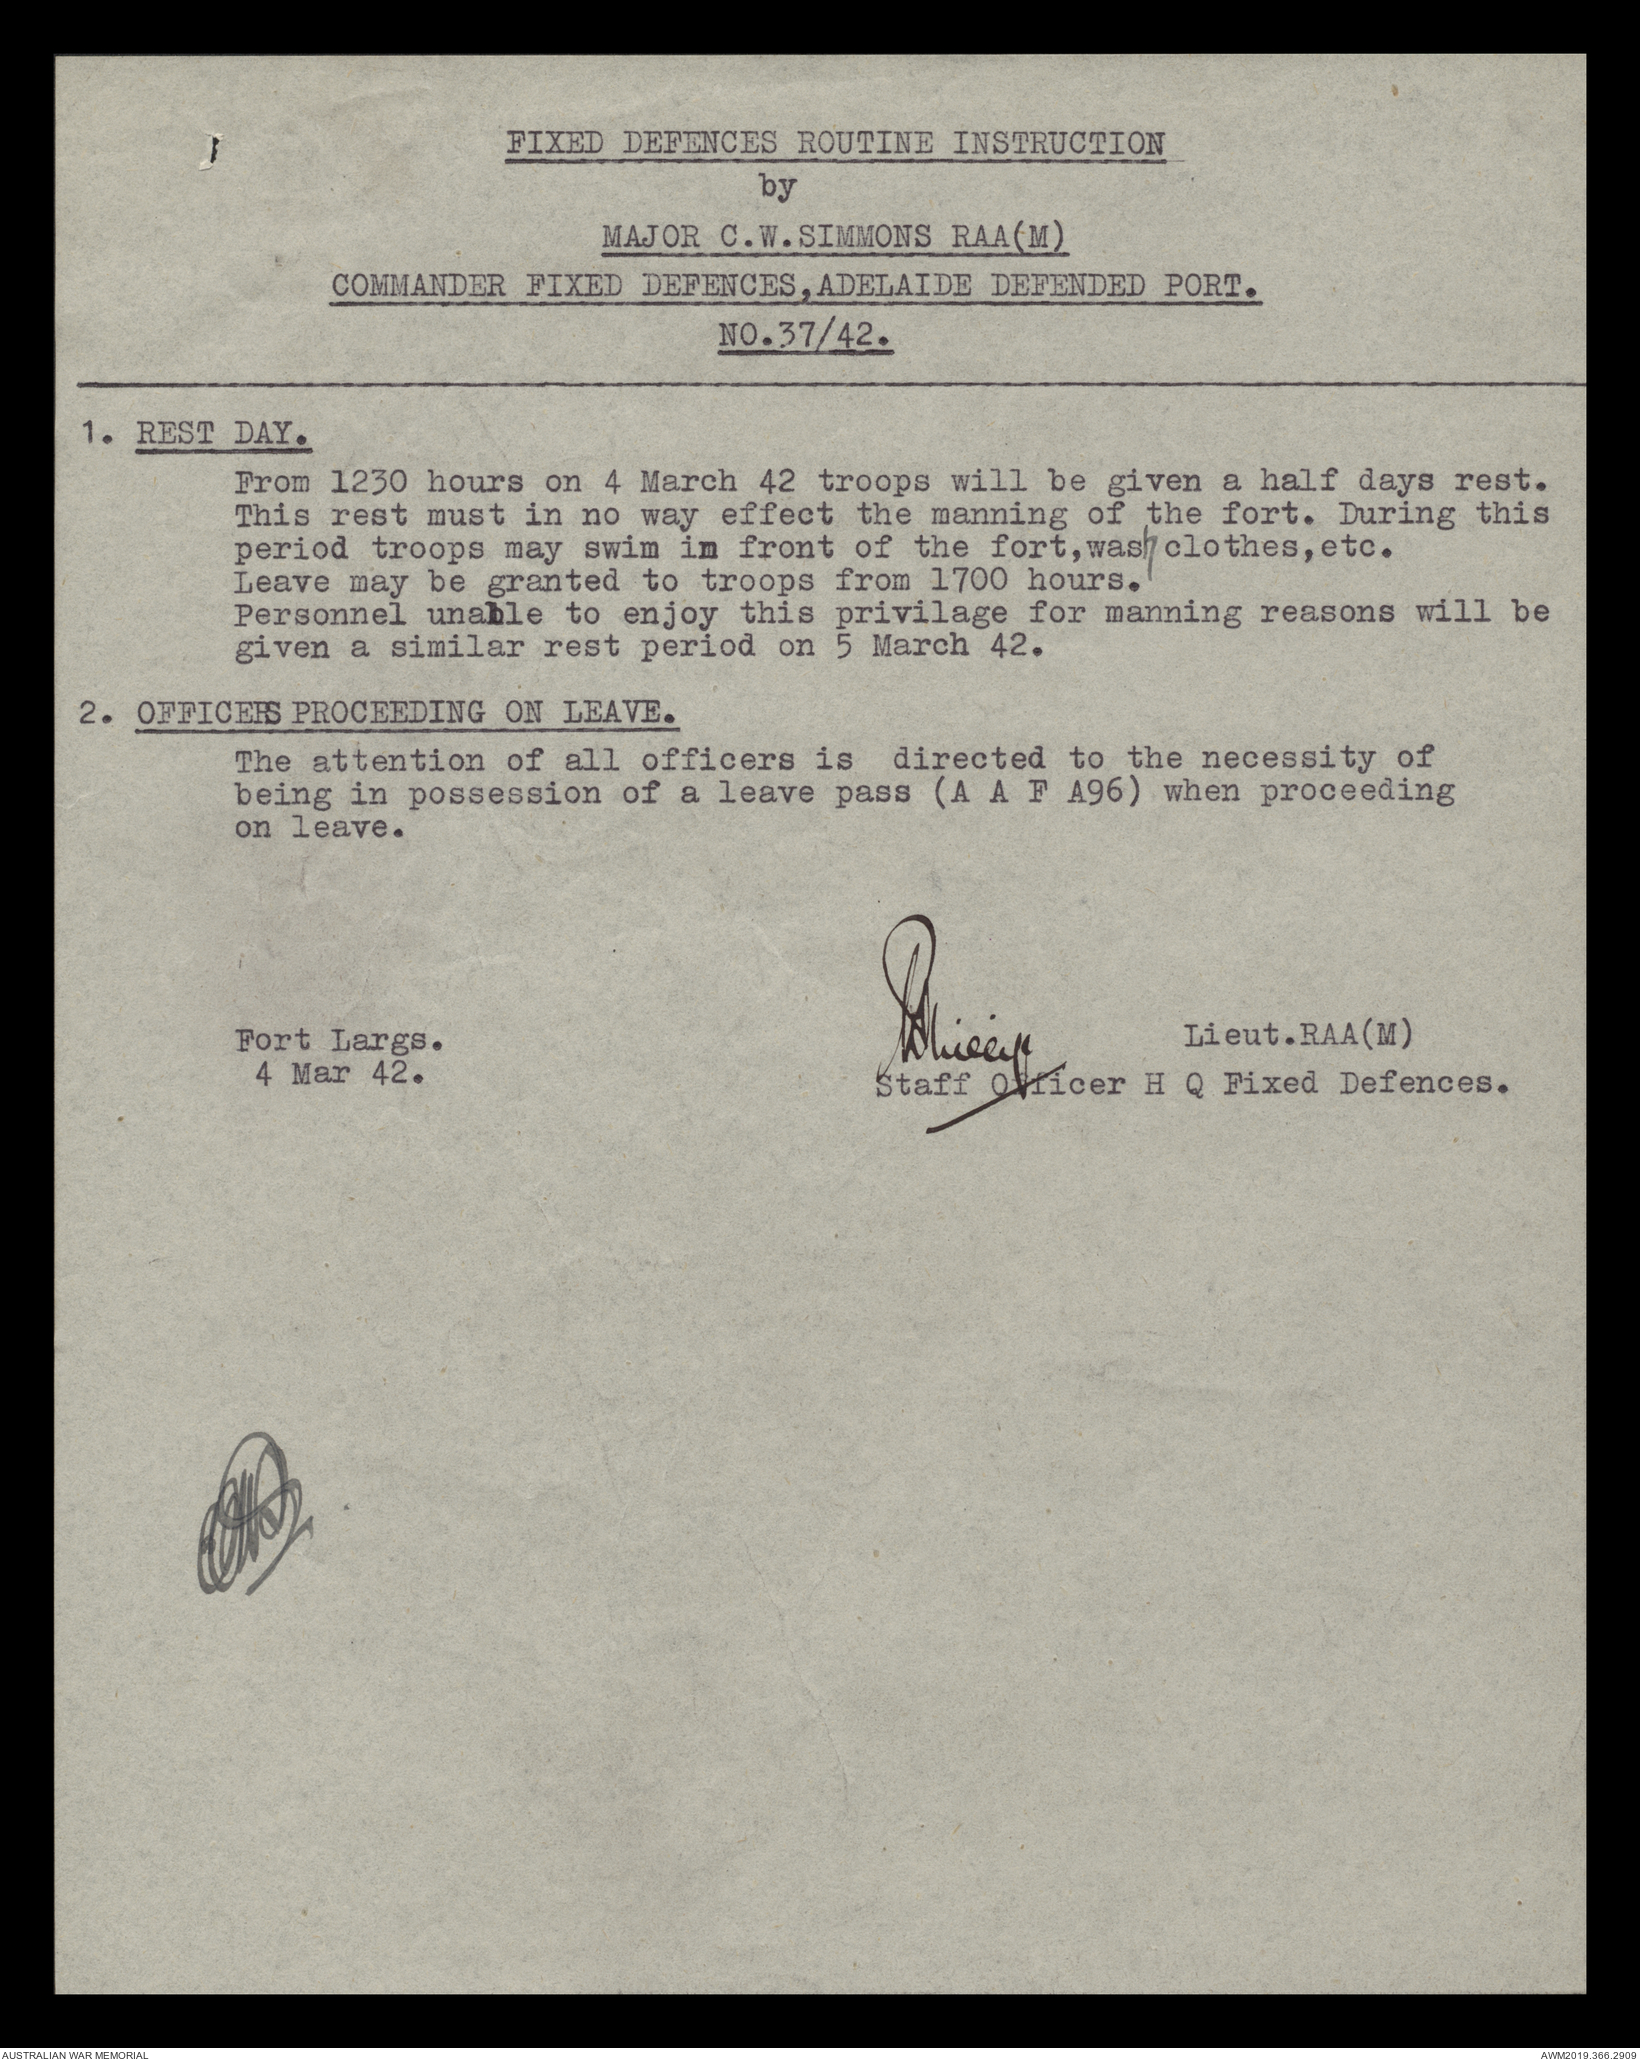 FIXED DEFENCES ROUTINE INSTRUCTION
by
MAJOR C.W.SIMMONS RAA(M)
COMMANDER FIXED DEFENCES,ADELAIDE DEFENDED PORT.
NO.37/42.
1. REST DAY.
From 1230 hours on 4 March 42 troops will be given a half days rest.
This rest must in no way effect the manning of the fort. During this
period troops may swim in front of the fort,wash clothes,etc.
Leave may be granted to troops from 1700 hours.
Personnel unable to enjoy this privilage for manning reasons will be
given a similar rest period on 5 March 42.
2. OFFICERS PROCEEDING ON LEAVE.
The attention of all officers is directed to the necessity of
being in possession of a leave pass (A A F A96) when proceeding
on leave.
Fort Largs.
4 Mar 42.
Lieut.RAA(M)
Staff Officer H Q Fixed Defences.
AUSTRALIAN WAR MEMORIAL
AWM2019.366.2909